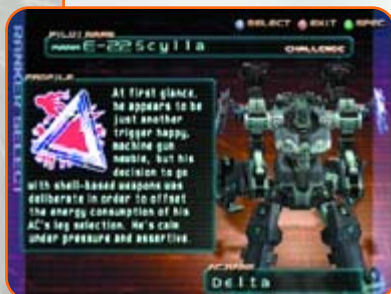 SELECT EXIT SPEC
PILOT NAME
RANK E-22 Scylla CHALLENGE
RANKER SELECT
PROFILE
At first glance,
he appears to be
just another
trigger happy,
machine gun
newbie, but his
decision to go
with shell-based weapons was
deliberate in order to offset
the energy consumption of his
AC's leg selection. He's calm
under pressure and assertive.
AC NAME
Delta